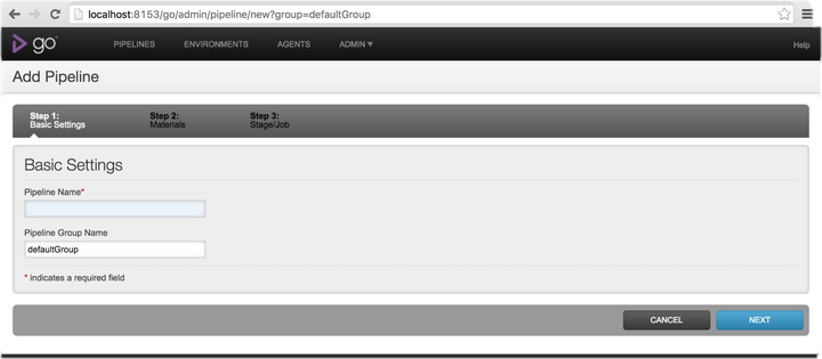 localhost:8153/go/admin/pipeline/new?group=defaultGroup
go PIPELINES ENVIRONMENTS AGENTS ADMIN ▼ Help
Add Pipeline
Step 1: Step 2: Step 3:
Basic Settings Materials Stage/Job
Basic Settings
Pipeline Name*
Pipeline Group Name
defaultGroup
* indicates a required field
CANCEL NEXT